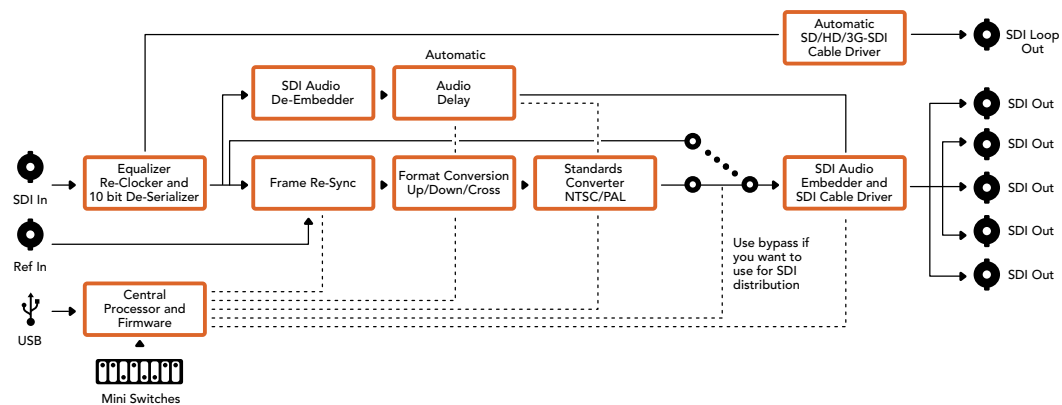 Automatic
SD/HD/3G-SDI
Cable Driver
SDI Loop
Out
Automatic
SDI Audio
De-Embedder
Audio
Delay
SDI Out
SDI Out
SDI Out
SDI Out
SDI Out
SDI In
Equalizer
Re-Clocker and
10 bit De-Serializer
Frame Re-Sync
Format Conversion
Up/Down/Cross
Standards
Converter
NTSC/PAL
SDI Audio
Embedder and
SDI Cable Driver
Ref In
Use bypass if
you want to
use for SDI
distribution
USB
Central
Processor and
Firmware
Mini Switches